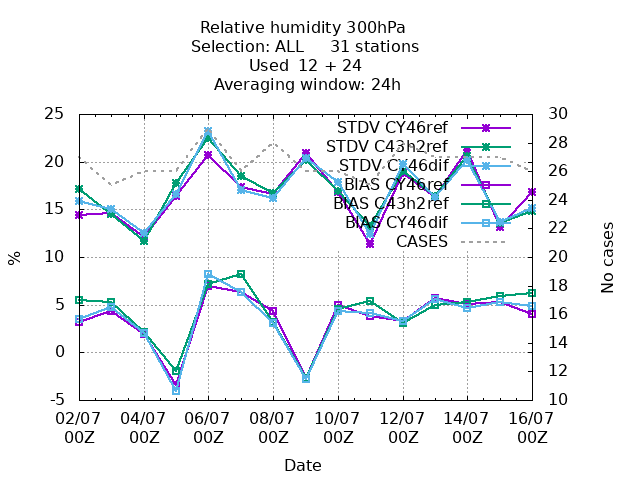 Relative humidity 300hPa
Selection: ALL 31 stations
Used 12 + 24
Averaging window: 24h
25 30
STDV CY46ref
28
STDV C43h2ref
20
STDV CY46dif
26
BIAS CY46ref
24
BIAS C43h2ref
15
BIAS CY46dif
22
CASES
10 20
%
No cases
18
5
16
0
14
12
-5 10
02/07 04/07 06/07 08/07 10/07 12/07 14/07 16/07
00Z 00Z 00Z 00Z 00Z 00Z 00Z 00Z
Date